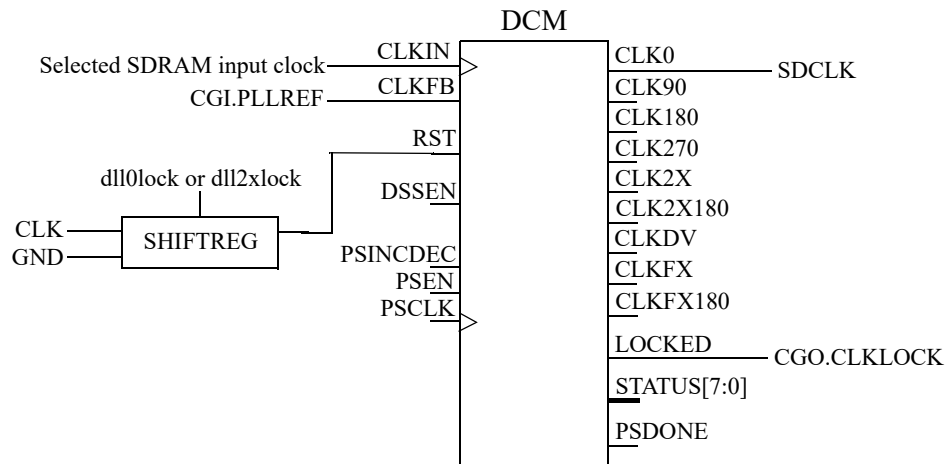 DCM
Selected SDRAM input clock
CLKIN
CGI.PLLREF
CLKFB
RST
dll0lock or dll2xlock
DSSEN
CLK
GND
SHIFTREG
PSINCDEC
PSEN
PSCLK
CLK0
SDCLK
CLK90
CLK180
CLK270
CLK2X
CLK2X180
CLKDV
CLKFX
CLKFX180
LOCKED
CGO.CLKLOCK
STATUS[7:0]
PSDONE